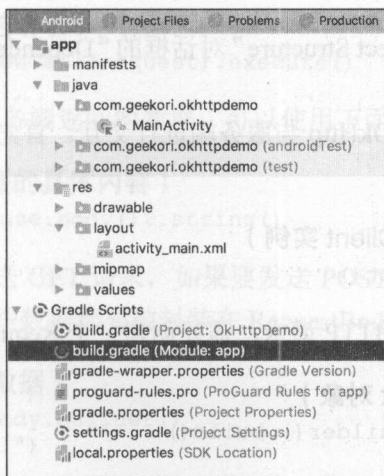 Android Project Files Problems Production
app
manifests
java
com.geekori.okhttpdemo
MainActivity
com.geekori.okhttpdemo (androidTest)
com.geekori.okhttpdemo (test)
res
drawable
layout
activity_main.xml
mipmap
values
Gradle Scripts
build.gradle (Project: OkHttpDemo)
build.gradle (Module: app)
gradle-wrapper.properties (Gradle Version)
proguard-rules.pro (ProGuard Rules for app)
gradle.properties (Project Properties)
settings.gradle (Project Settings)
local.properties (SDK Location)